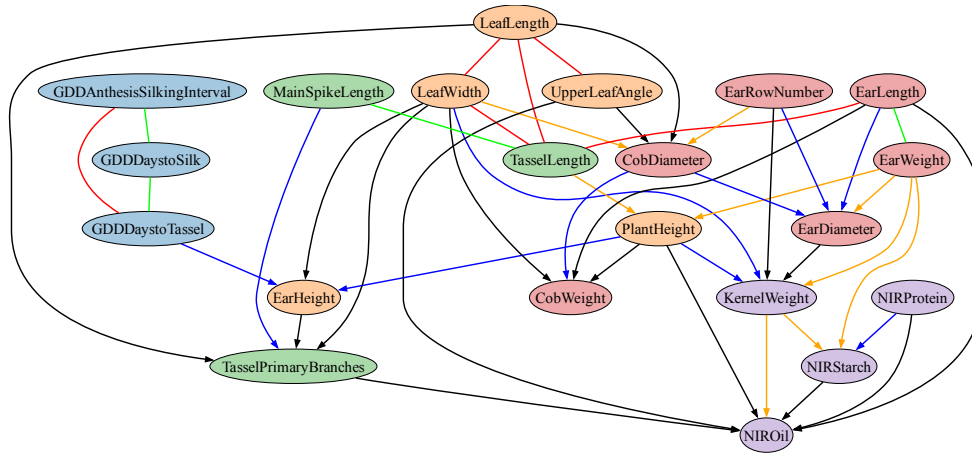 LeafLength
GDDAnthesisSilkingInterval
MainSpikeLength
LeafWidth
UpperLeafAngle
EarRowNumber
EarLength
GDDDaystoSilk
TasselLength
CobDiameter
EarWeight
GDDDaystoTassel
PlantHeight
EarDiameter
EarHeight
CobWeight
KernelWeight
NIRProtein
TasselPrimaryBranches
NIRStarch
NIROil